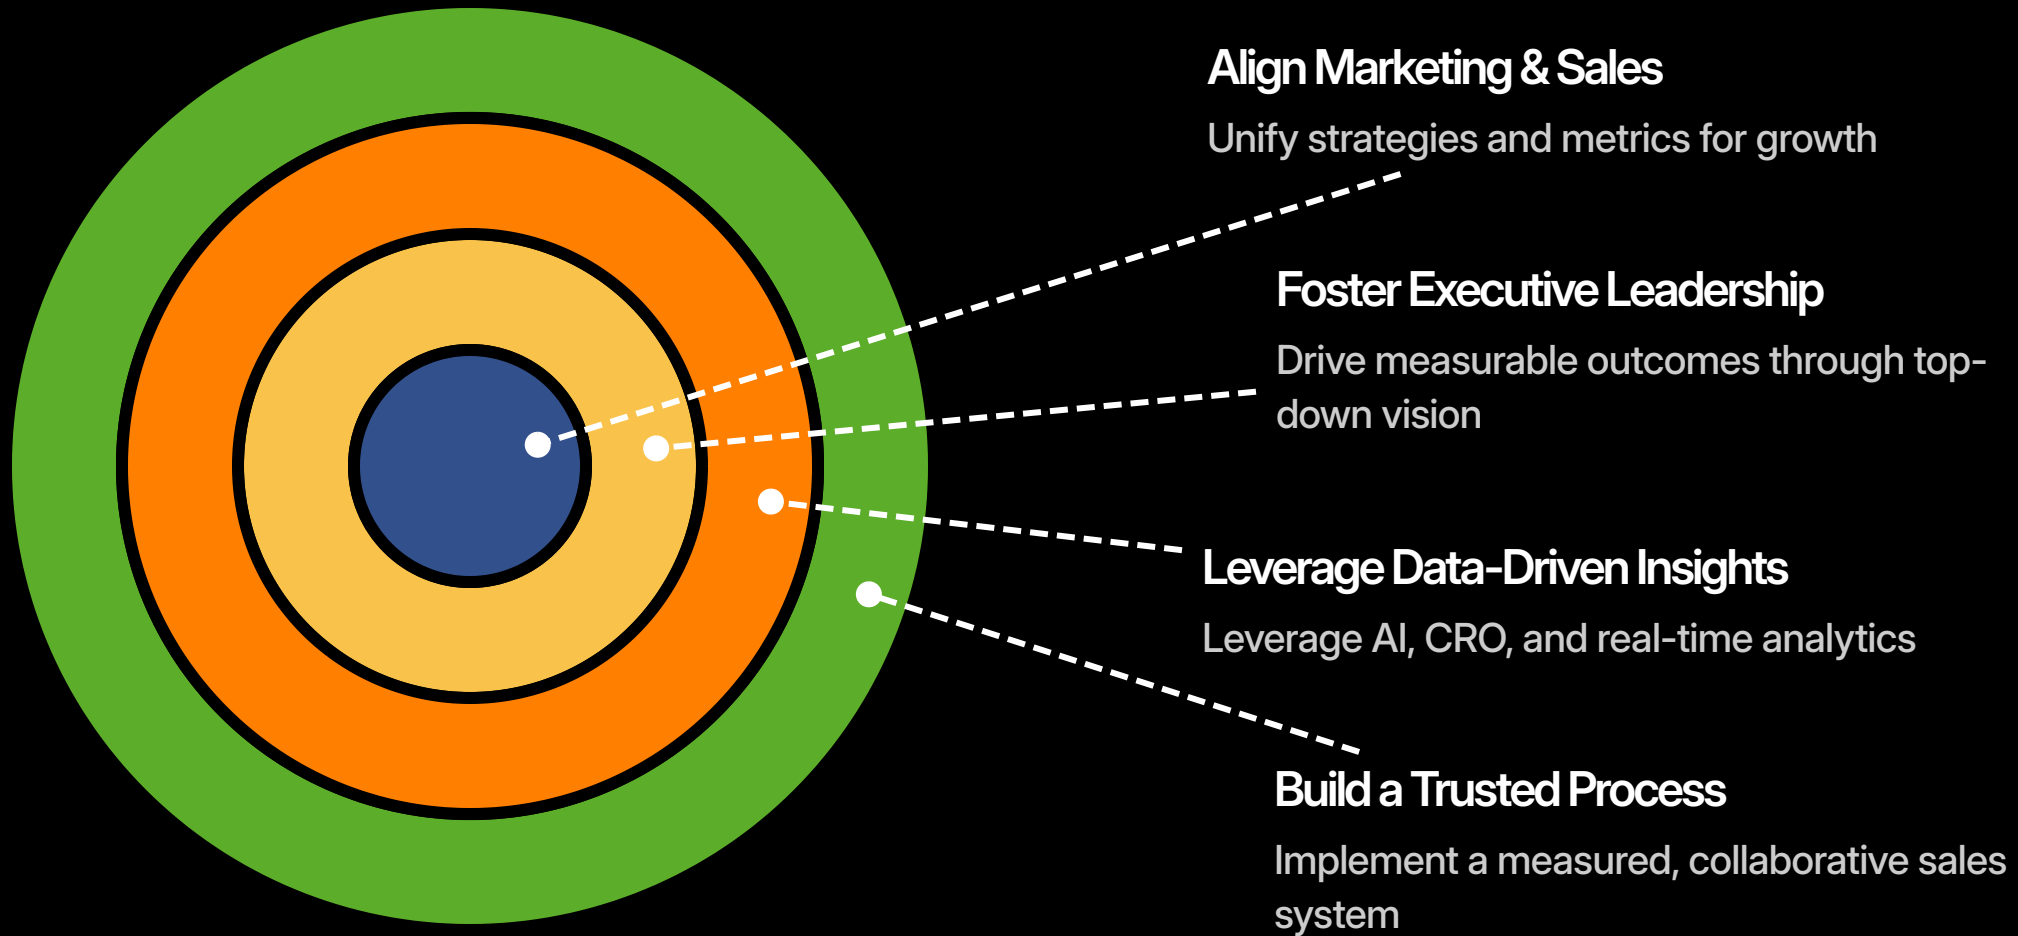 Align Marketing & Sales
Unify strategies and metrics for growth
Foster Executive Leadership
Drive measurable outcomes through top-
down vision
Leverage Data-Driven Insights
Leverage AI, CRO, and real-time analytics
Build a Trusted Process
Implement a measured, collaborative sales
system